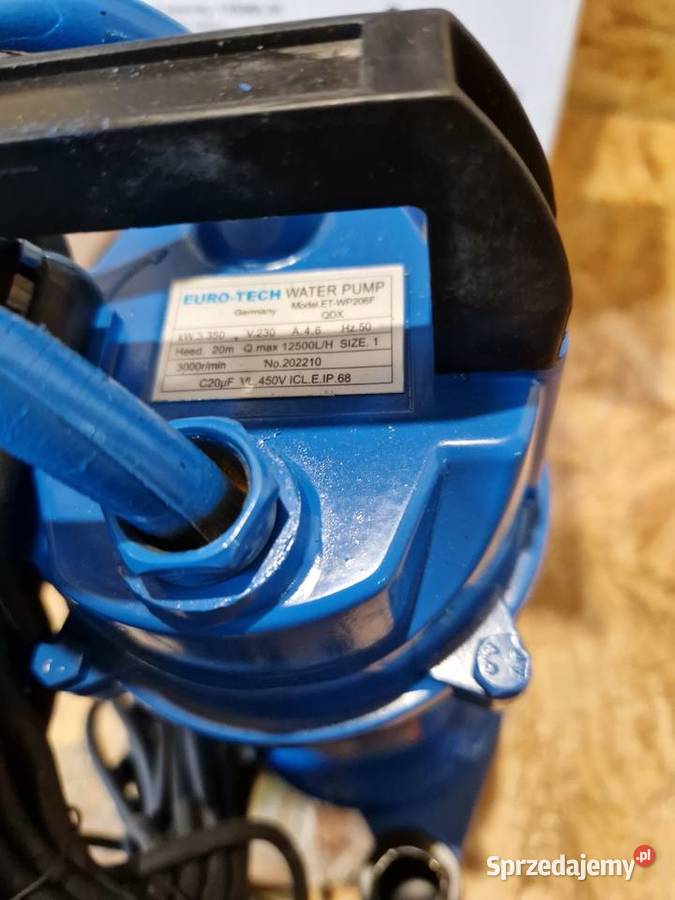 EURO-TECH WATER PUMP
Germany Model.ET-WP206F
QDX
kW.3.350 V.230 A.4.6 Hz.50
Heed. 20m Q.max 12500L/H SIZE. 1
3000r/min No.202210
C20μF VL.450V ICL.E.IP.68
Sprzedajemy.pl